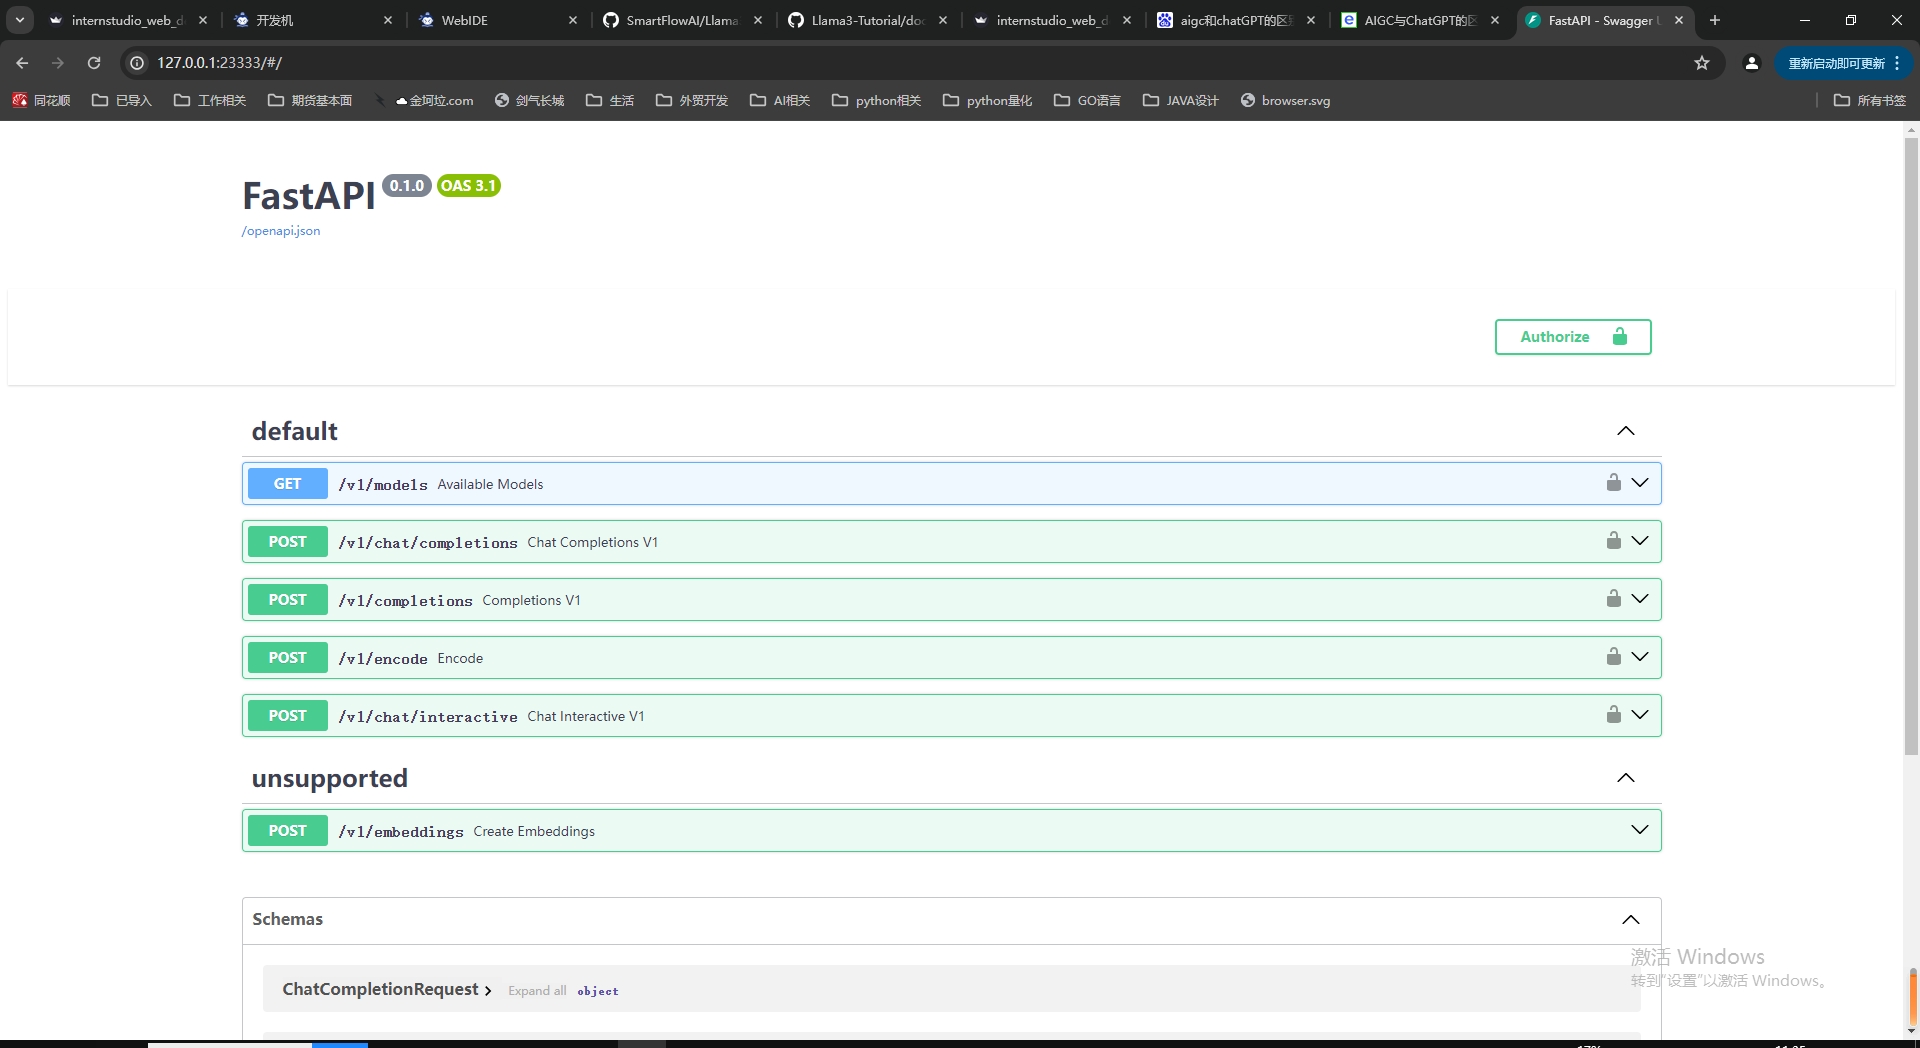 internstudio_web_d
开发机
WebIDE
SmartFlowAI/Llama
Llama3-Tutorial/doc
internstudio_web_d
aigc和chatGPT的区别
AIGC与ChatGPT的区
FastAPI - Swagger U
127.0.0.1:23333/#/
重新启动即可更新
同花顺
已导入
工作相关
期货基本面
金坷垃.com
剑气长城
生活
外贸开发
AI相关
python相关
python量化
GO语言
JAVA设计
browser.svg
所有书签
FastAPI 0.1.0 OAS 3.1
/openapi.json
Authorize
default
GET /v1/models Available Models
POST /v1/chat/completions Chat Completions V1
POST /v1/completions Completions V1
POST /v1/encode Encode
POST /v1/chat/interactive Chat Interactive V1
unsupported
POST /v1/embeddings Create Embeddings
Schemas
ChatCompletionRequest Expand all object
激活 Windows
转到"设置"以激活 Windows。